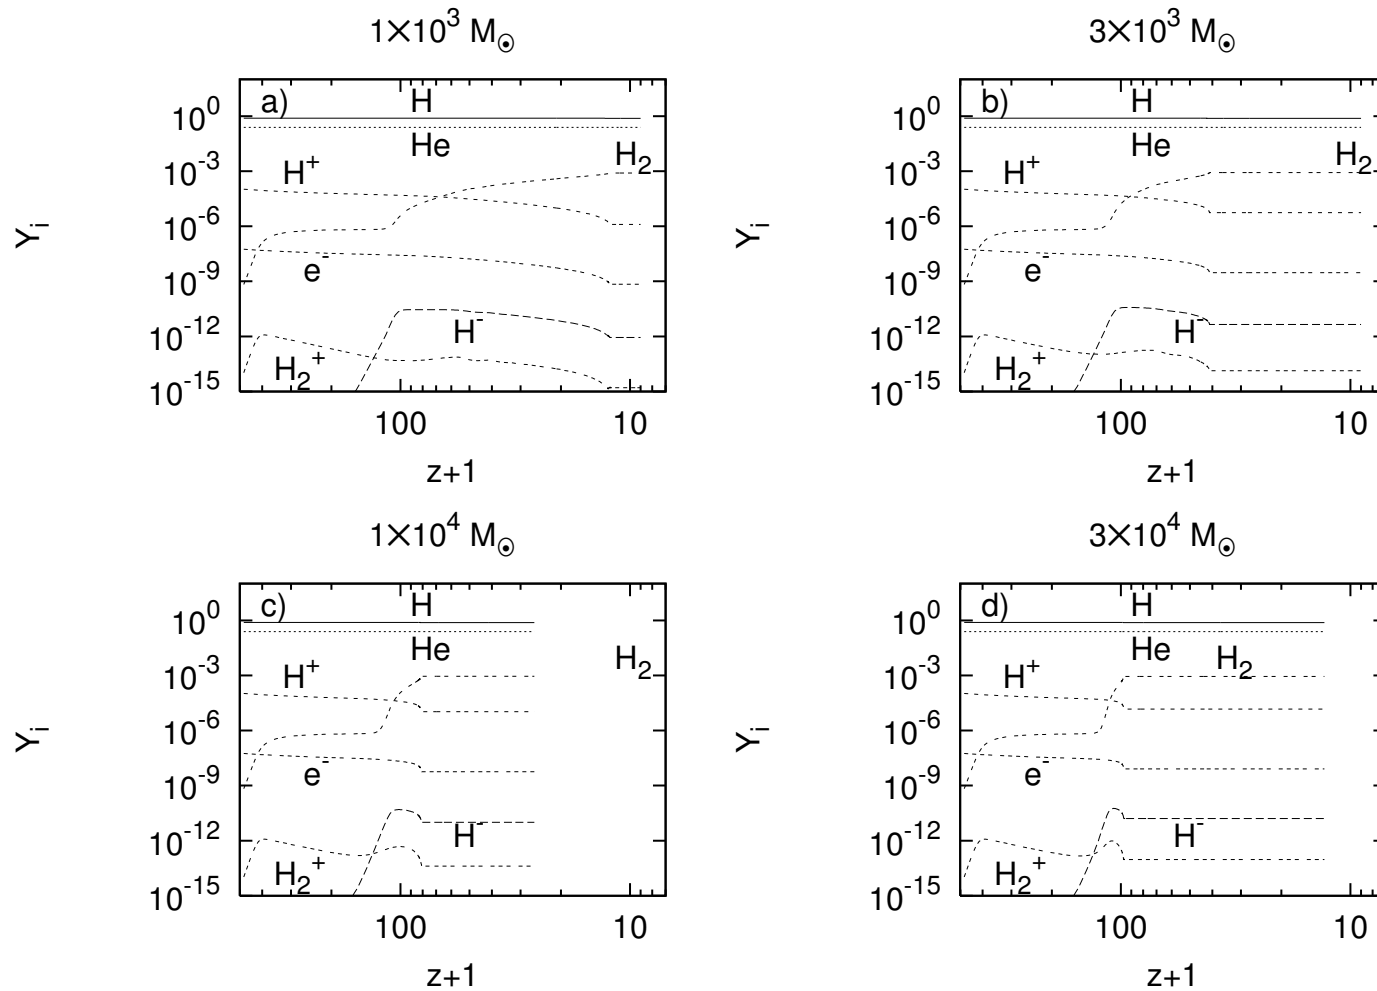 1×10³ M☉
a)
H
He
H₂
H⁺
e⁻
H⁻
H₂⁺
10⁰
10⁻³
10⁻⁶
10⁻⁹
10⁻¹²
10⁻¹⁵
Yᵢ
100 10
z+1
3×10³ M☉
b)
H
He
H₂
H⁺
e⁻
H⁻
H₂⁺
10⁰
10⁻³
10⁻⁶
10⁻⁹
10⁻¹²
10⁻¹⁵
Yᵢ
100 10
z+1
1×10⁴ M☉
c)
H
He
H₂
H⁺
e⁻
H⁻
H₂⁺
10⁰
10⁻³
10⁻⁶
10⁻⁹
10⁻¹²
10⁻¹⁵
Yᵢ
100 10
z+1
3×10⁴ M☉
d)
H
He
H₂
H⁺
e⁻
H⁻
H₂⁺
10⁰
10⁻³
10⁻⁶
10⁻⁹
10⁻¹²
10⁻¹⁵
Yᵢ
100 10
z+1